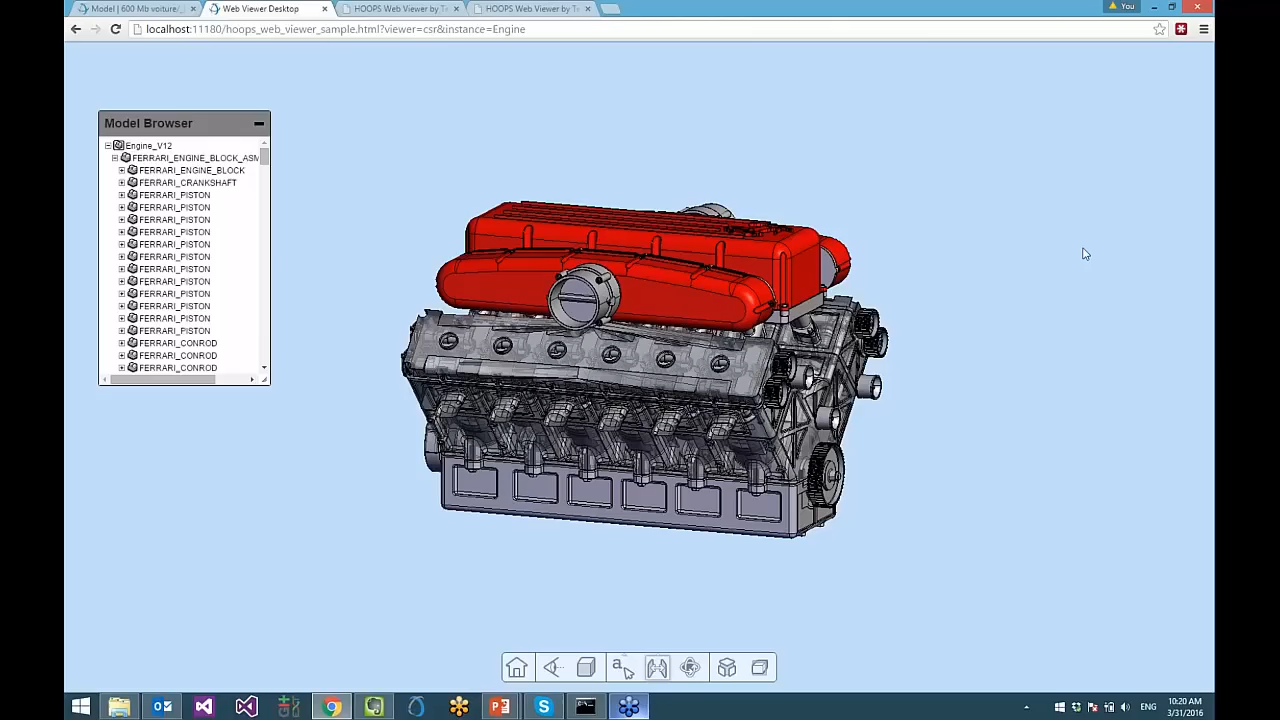 Model | 600 Mb voiture/_
Web Viewer Desktop
HOOPS Web Viewer by Te
HOOPS Web Viewer by Te
You
localhost:11180/hoops_web_viewer_sample.html?viewer=csr&instance=Engine
Model Browser
Engine_V12
FERRARI_ENGINE_BLOCK_ASM
FERRARI_ENGINE_BLOCK
FERRARI_CRANKSHAFT
FERRARI_PISTON
FERRARI_PISTON
FERRARI_PISTON
FERRARI_PISTON
FERRARI_PISTON
FERRARI_PISTON
FERRARI_PISTON
FERRARI_PISTON
FERRARI_PISTON
FERRARI_PISTON
FERRARI_PISTON
FERRARI_PISTON
FERRARI_CONROD
FERRARI_CONROD
FERRARI_CONROD
a
ENG
10:20 AM
3/31/2016